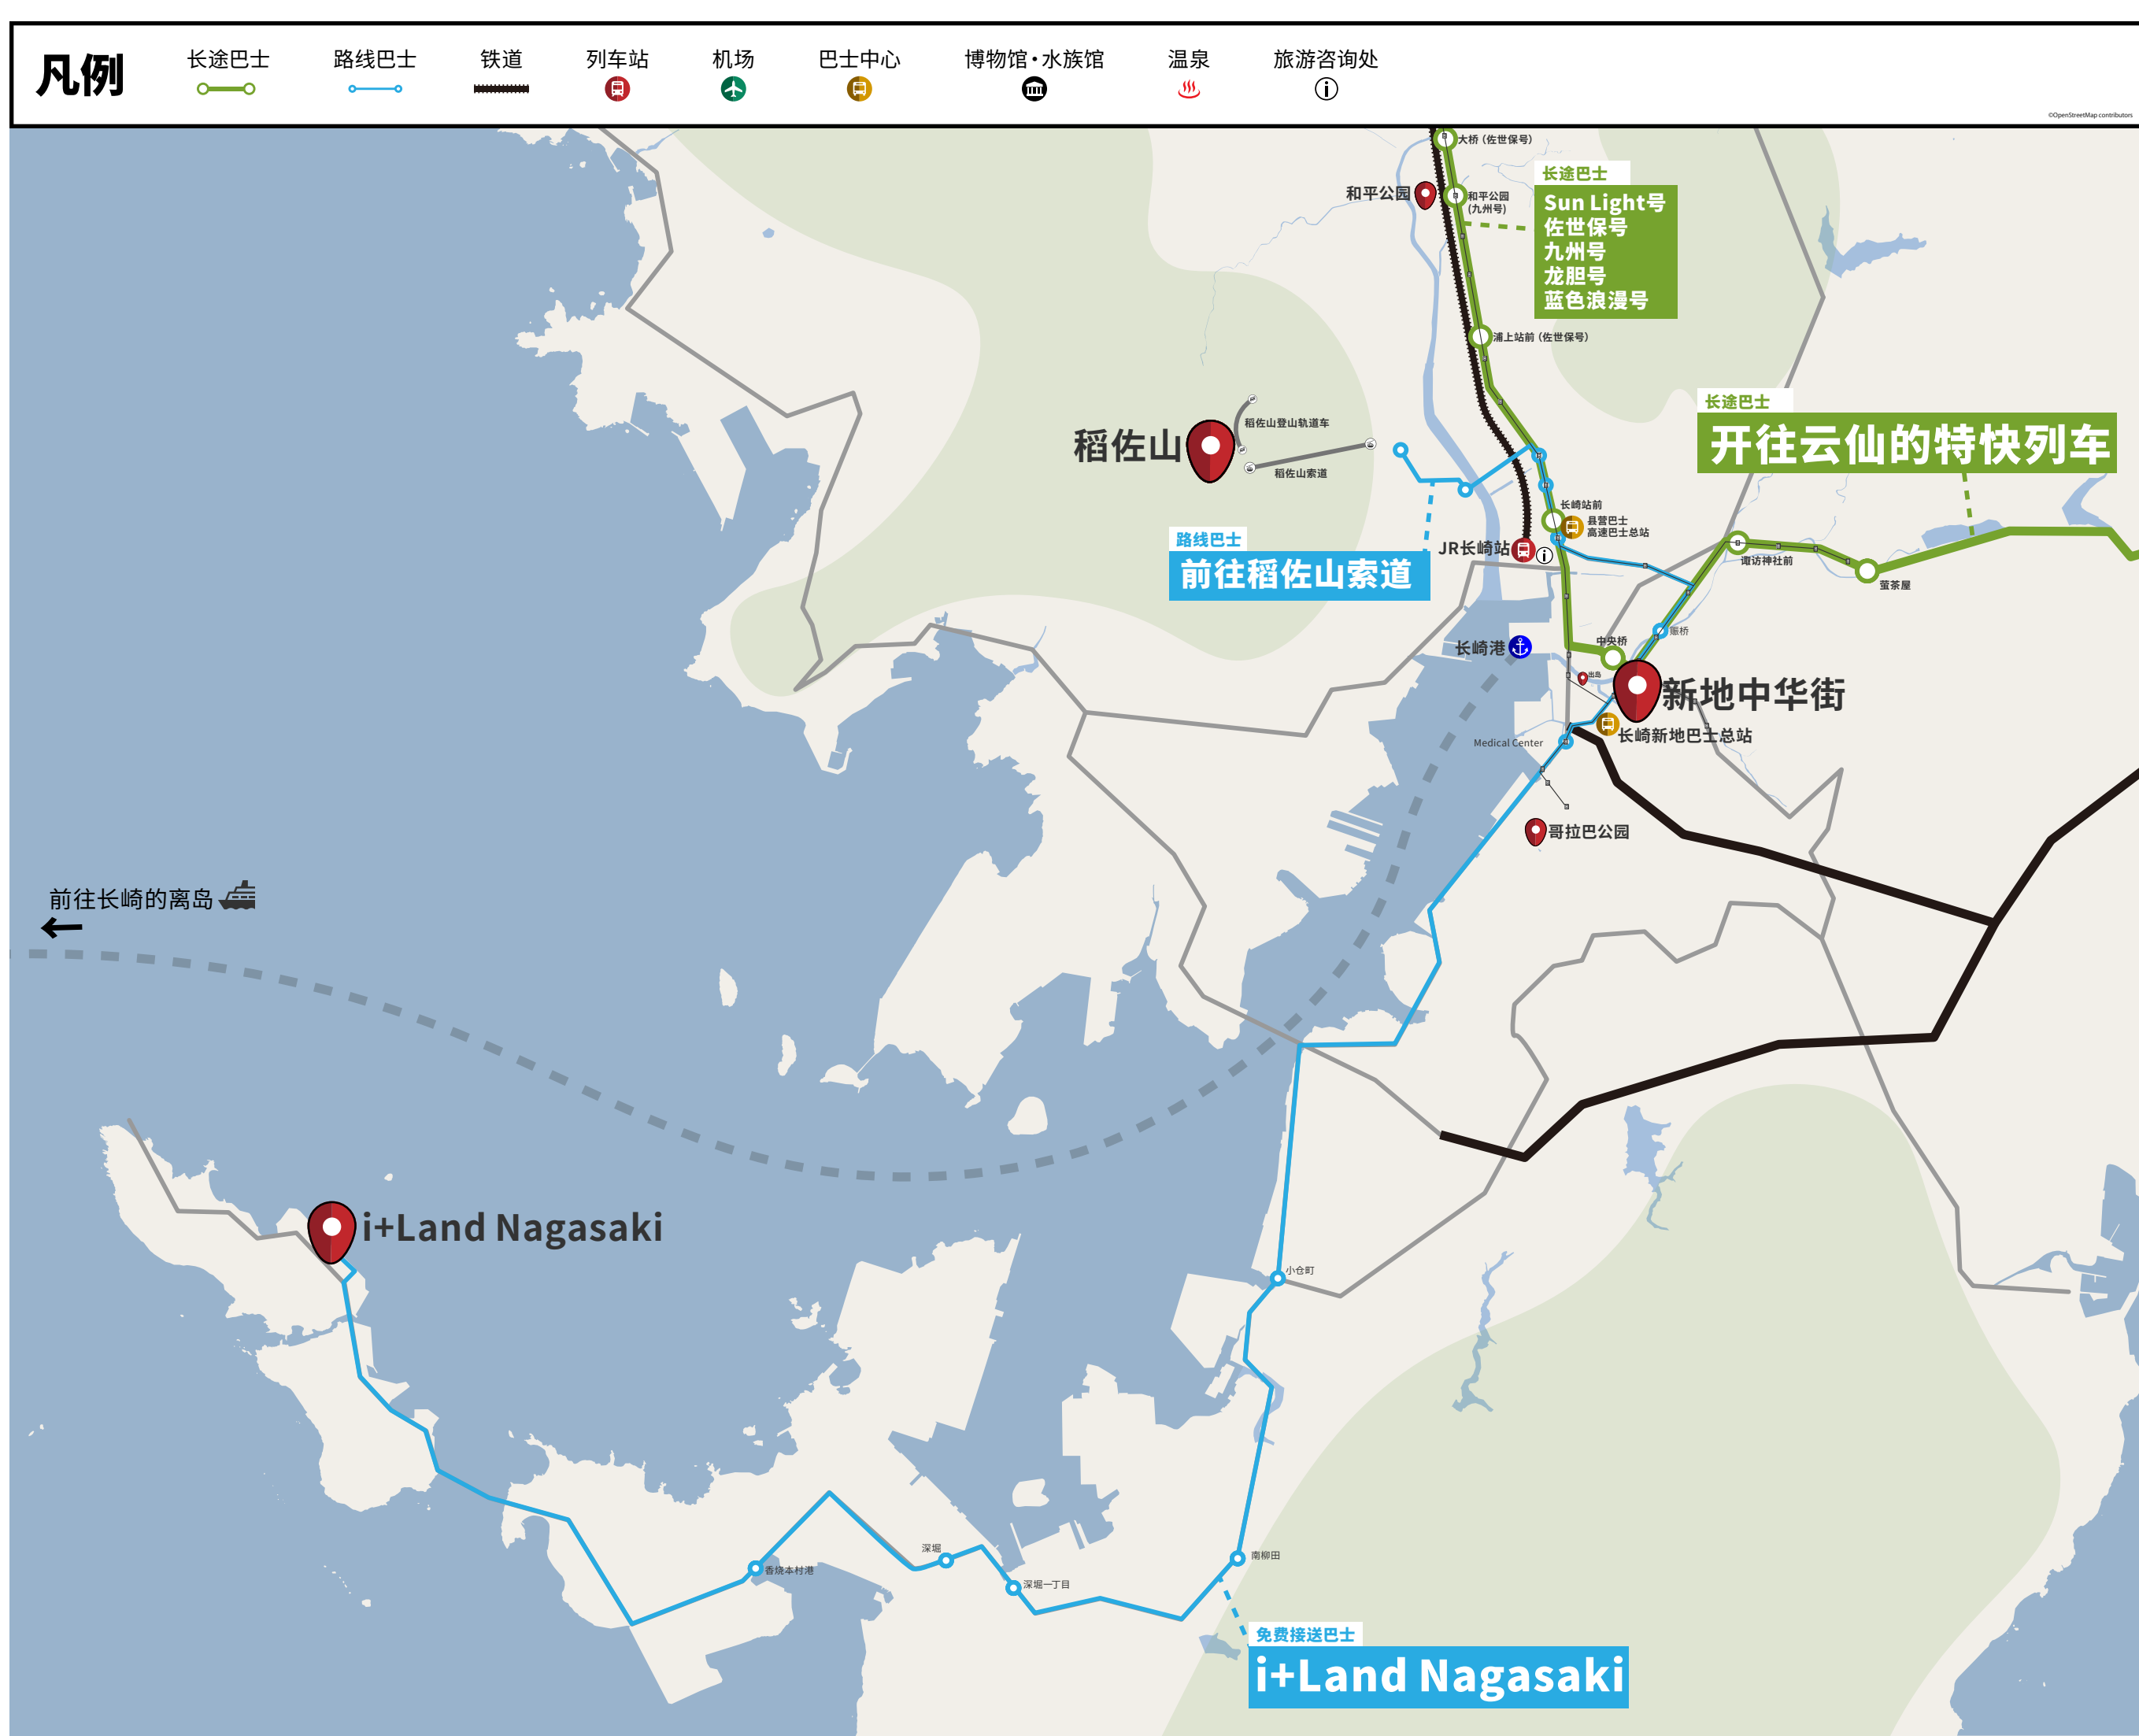 凡例
长途巴士
路线巴士
铁道
列车站
机场
巴士中心
博物馆·水族馆
温泉
旅游咨询处
©OpenStreetMap contributors
大桥（佐世保号）
和平公园
和平公园
(九州号)
长途巴士
Sun Light号
佐世保号
九州号
龙胆号
蓝色浪漫号
浦上站前（佐世保号）
长途巴士
开往云仙的特快列车
稻佐山
稻佐山登山轨道车
稻佐山索道
长崎站前
县营巴士
高速巴士总站
路线巴士
前往稻佐山索道
JR长崎站
诹访神社前
萤茶屋
赈桥
中央桥
长崎港
出岛
新地中华街
长崎新地巴士总站
Medical Center
哥拉巴公园
前往长崎的离岛
i+Land Nagasaki
小仓町
深堀
南柳田
香烧本村港
深堀一丁目
免费接送巴士
i+Land Nagasaki